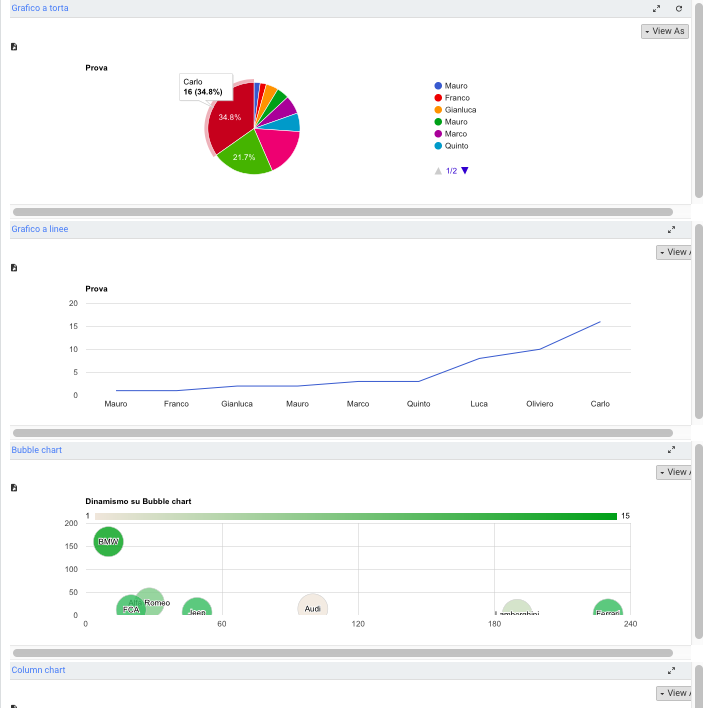 Grafico a torta
View As
Prova
Carlo
16 (34.8%)
34.8%
21.7%
Mauro
Franco
Gianluca
Mauro
Marco
Quinto
1/2
Grafico a linee
View A
Prova
20
15
10
5
0
Mauro Franco Gianluca Mauro Marco Quinto Luca Oliviero Carlo
Bubble chart
View A
Dinamismo su Bubble chart
1 15
200
150
100
50
0
BMW
Alfa Romeo
FCA
Jeep
Audi
Lamborghini
Ferrari
0 60 120 180 240
Column chart
View A